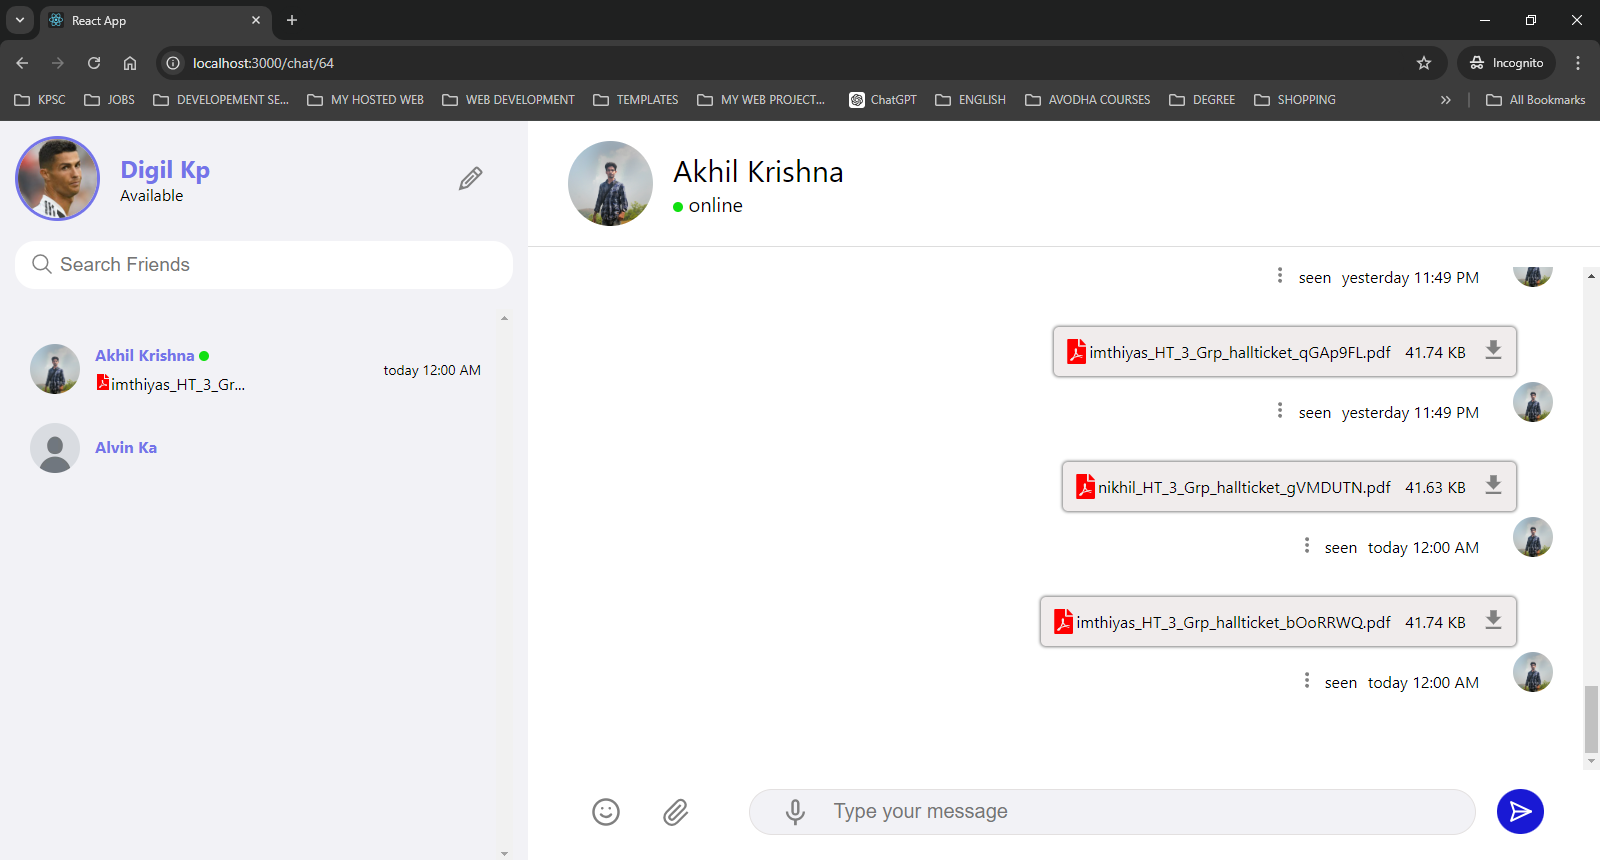 React App
localhost:3000/chat/64
Incognito
KPSC
JOBS
DEVELOPEMENT SE...
MY HOSTED WEB
WEB DEVELOPMENT
TEMPLATES
MY WEB PROJECT...
ChatGPT
ENGLISH
AVODHA COURSES
DEGREE
SHOPPING
All Bookmarks
Digil Kp
Available
Search Friends
Akhil Krishna
imthiyas_HT_3_Gr...
today 12:00 AM
Alvin Ka
Akhil Krishna
online
seen yesterday 11:49 PM
imthiyas_HT_3_Grp_hallticket_qGAp9FL.pdf 41.74 KB
seen yesterday 11:49 PM
nikhil_HT_3_Grp_hallticket_gVMDUTN.pdf 41.63 KB
seen today 12:00 AM
imthiyas_HT_3_Grp_hallticket_bOoRRWQ.pdf 41.74 KB
seen today 12:00 AM
Type your message